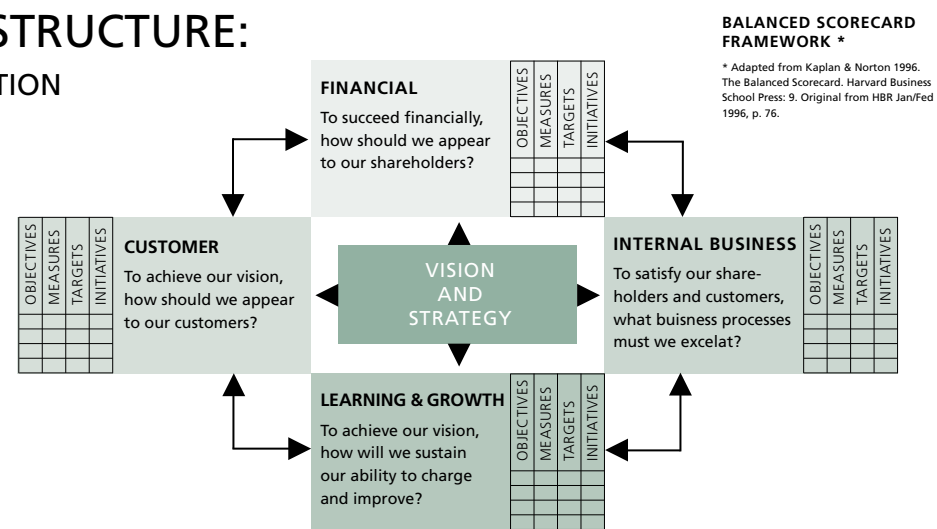 STRUCTURE:
TION
BALANCED SCORECARD
FRAMEWORK *
* Adapted from Kaplan & Norton 1996.
The Balanced Scorecard. Harvard Business
School Press: 9. Original from HBR Jan/Fed
1996, p. 76.
FINANCIAL
To succeed financially,
how should we appear
to our shareholders?
OBJECTIVES
MEASURES
TARGETS
INITIATIVES
OBJECTIVES
MEASURES
TARGETS
INITIATIVES
CUSTOMER
To achieve our vision,
how should we appear
to our customers?
VISION
AND
STRATEGY
INTERNAL BUSINESS
To satisfy our share-
holders and customers,
what buisness processes
must we excelat?
OBJECTIVES
MEASURES
TARGETS
INITIATIVES
LEARNING & GROWTH
To achieve our vision,
how will we sustain
our ability to charge
and improve?
OBJECTIVES
MEASURES
TARGETS
INITIATIVES